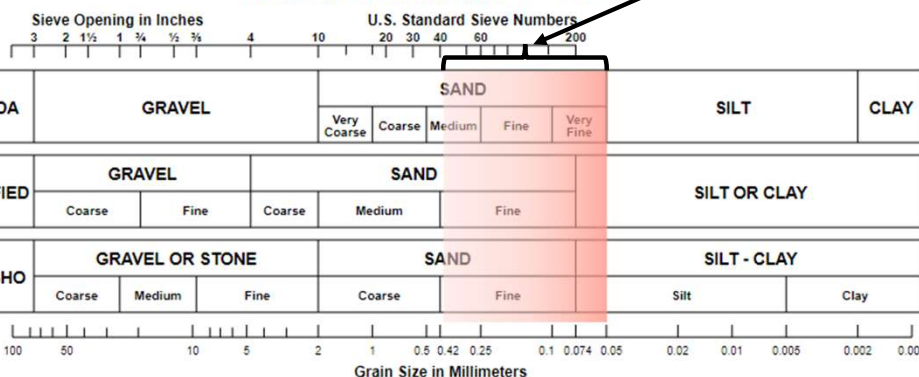 Sieve Opening in Inches U.S. Standard Sieve Numbers
3 2 1½ 1 ¾ ½ ⅜ 4 10 20 30 40 60 200
DA GRAVEL SAND SILT CLAY
Very Coarse Coarse Medium Fine Very Fine
FIED GRAVEL SAND SILT OR CLAY
Coarse Fine Coarse Medium Fine
HO GRAVEL OR STONE SAND SILT - CLAY
Coarse Medium Fine Coarse Fine Silt Clay
100 50 10 5 2 1 0.5 0.42 0.25 0.1 0.074 0.05 0.02 0.01 0.005 0.002
Grain Size in Millimeters